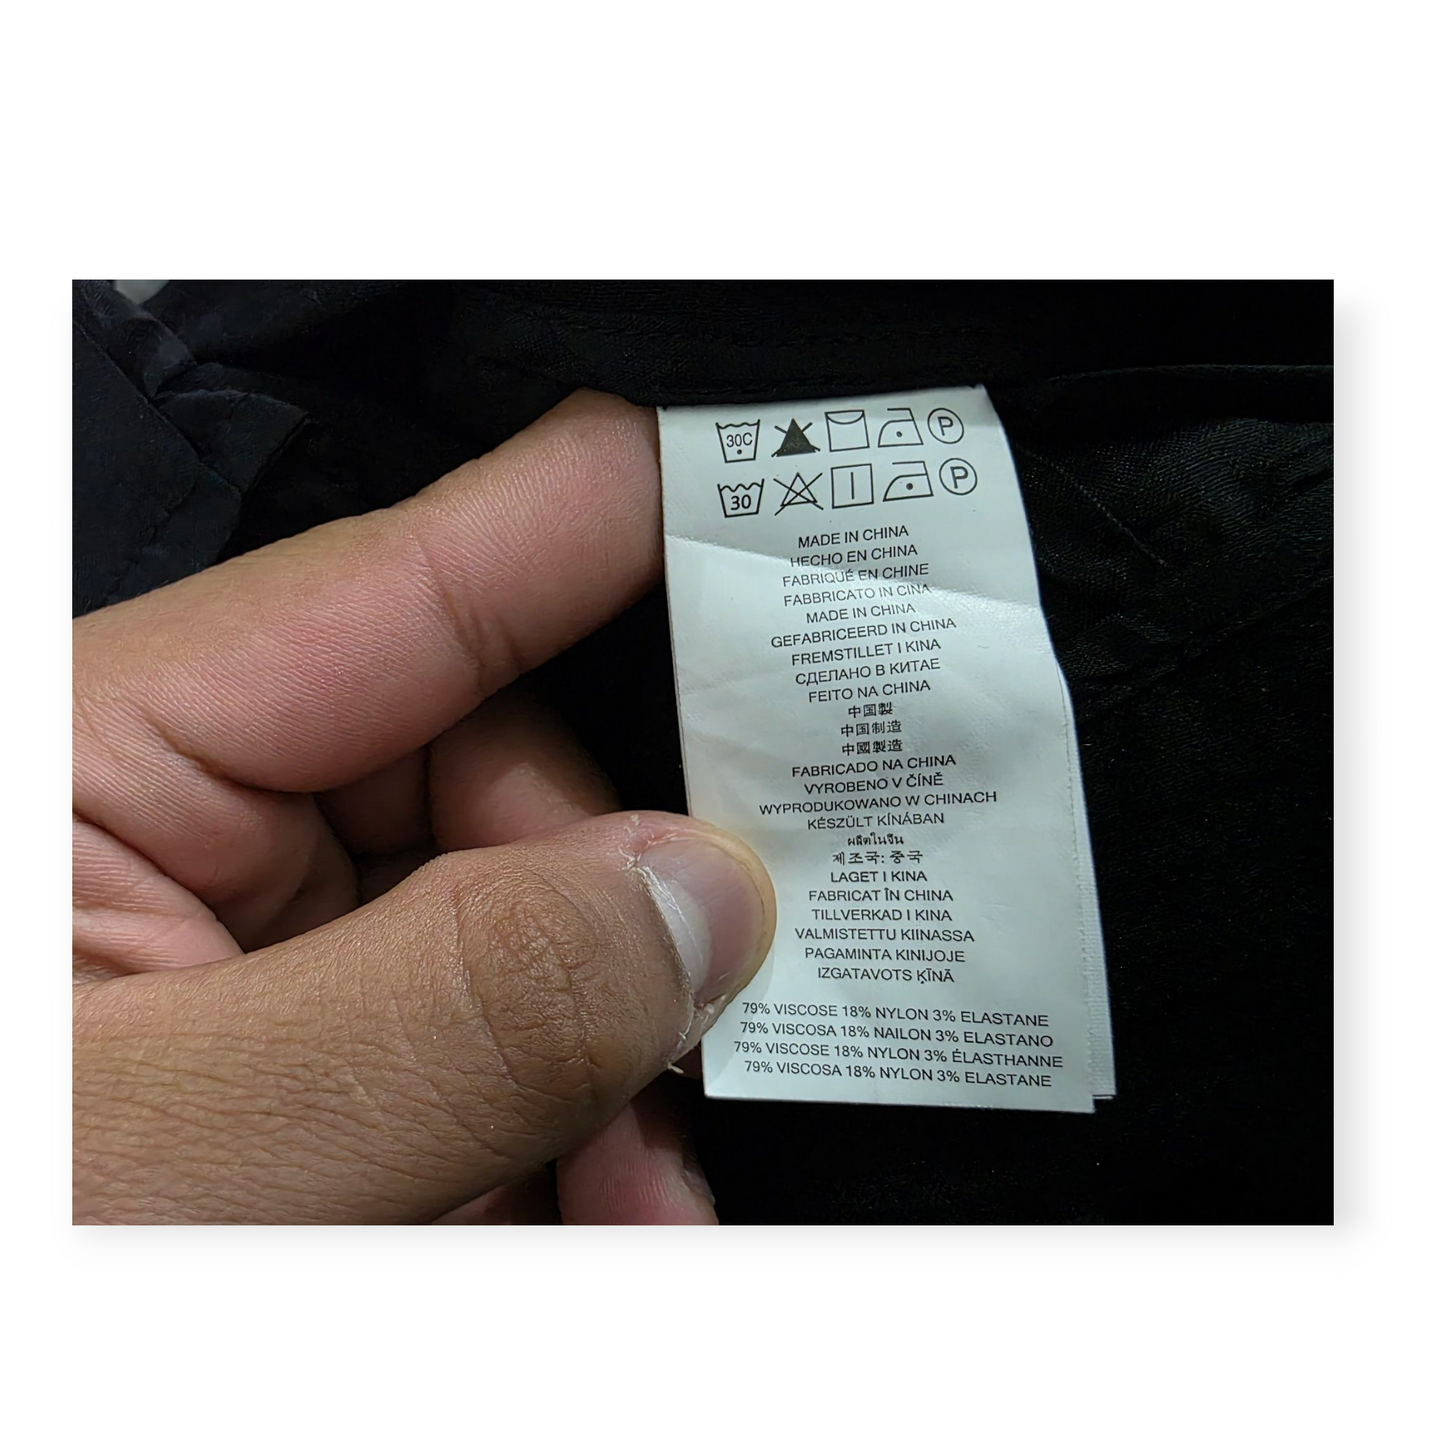 30C P
30 P
MADE IN CHINA
HECHO EN CHINA
FABRIQUÉ EN CHINE
FABBRICATO IN CINA
MADE IN CHINA
GEFABRICEERD IN CHINA
FREMSTILLET I KINA
СДЕЛАНО В КИТАЕ
FEITO NA CHINA
中国製
中国制造
中國製造
FABRICADO NA CHINA
VYROBENO V ČÍNĚ
WYPRODUKOWANO W CHINACH
KÉSZÜLT KÍNÁBAN
ผลิตในจีน
제조국: 중국
LAGET I KINA
FABRICAT ÎN CHINA
TILLVERKAD I KINA
VALMISTETTU KIINASSA
PAGAMINTA KINIJOJE
IZGATAVOTS ĶĪNĀ
79% VISCOSE 18% NYLON 3% ELASTANE
79% VISCOSA 18% NAILON 3% ELASTANO
79% VISCOSE 18% NYLON 3% ÉLASTHANNE
79% VISCOSA 18% NYLON 3% ELASTANE